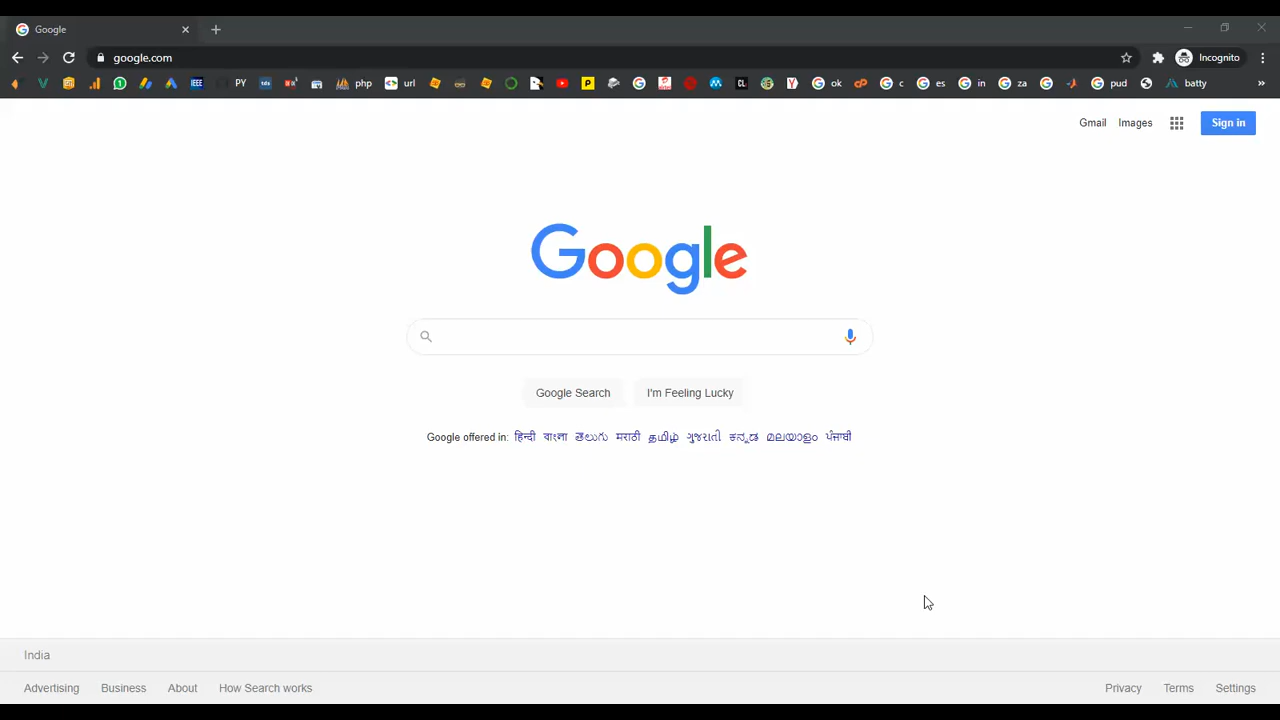 Google
google.com
Incognito
PY php url ok c es in za pud batty
Gmail Images Sign in
Google
Google Search I'm Feeling Lucky
Google offered in: हिन्दी বাংলা తెలుగు मराठी தமிழ் ગુજરાતી ಕನ್ನಡ മലയാളം ਪੰਜਾਬੀ
India
Advertising Business About How Search works Privacy Terms Settings